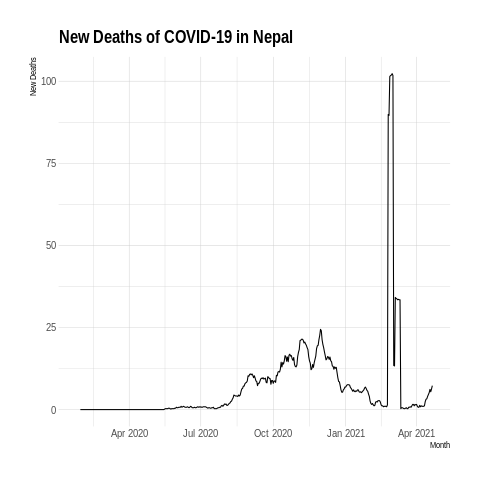 New Deaths of COVID-19 in Nepal
New Deaths
100
75
50
25
0
Apr 2020 Jul 2020 Oct 2020 Jan 2021 Apr 2021
Month